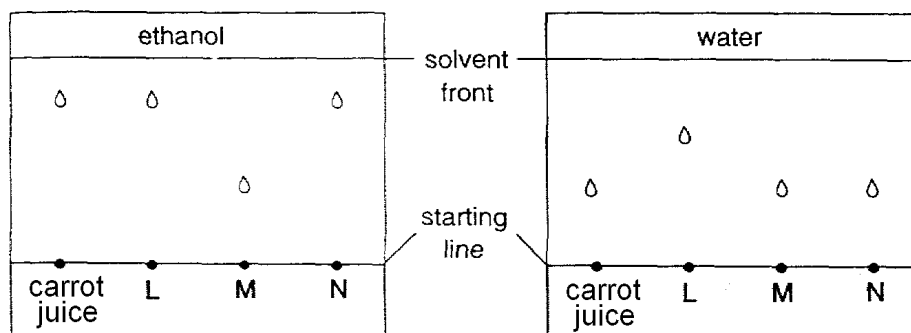 ethanol
water
solvent
front
starting
line
carrot
juice
L
M
N
carrot
juice
L
M
N